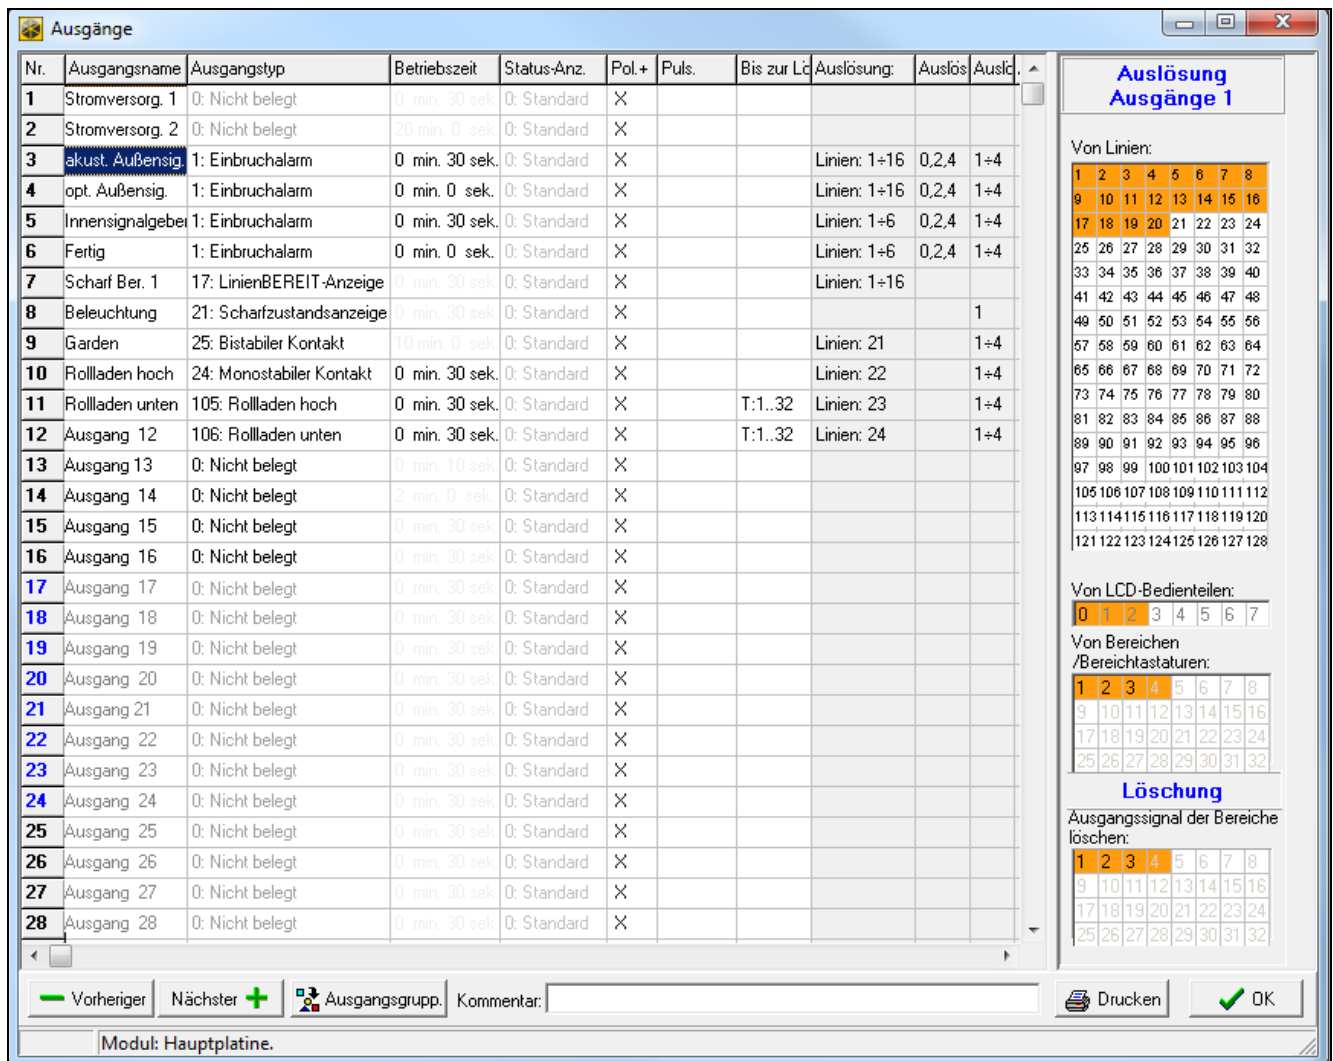 Ausgänge
Nr. Ausgangsname Ausgangstyp Betriebszeit Status-Anz. Pol.+ Puls. Bis zur Lö Auslösung: Auslös Auslö
1 Stromversorg. 1 0: Nicht belegt 0 min. 30 sek. 0: Standard X
2 Stromversorg. 2 0: Nicht belegt 20 min. 0 sek. 0: Standard X
3 akust. Außensig. 1: Einbruchalarm 0 min. 30 sek. 0: Standard X Linien: 1÷16 0,2,4 1÷4
4 opt. Außensig. 1: Einbruchalarm 0 min. 0 sek. 0: Standard X Linien: 1÷16 0,2,4 1÷4
5 Innensignalgeber 1: Einbruchalarm 0 min. 30 sek. 0: Standard X Linien: 1÷6 0,2,4 1÷4
6 Fertig 1: Einbruchalarm 0 min. 0 sek. 0: Standard X Linien: 1÷6 0,2,4 1÷4
7 Scharf Ber. 1 17: LinienBEREIT-Anzeige 0 min. 30 sek. 0: Standard X Linien: 1÷16
8 Beleuchtung 21: Scharfzustandsanzeige 0 min. 30 sek. 0: Standard X 1
9 Garden 25: Bistabiler Kontakt 10 min. 0 sek. 0: Standard X Linien: 21 1÷4
10 Rollladen hoch 24: Monostabiler Kontakt 0 min. 30 sek. 0: Standard X Linien: 22 1÷4
11 Rollladen unten 105: Rollladen hoch 0 min. 30 sek. 0: Standard X T:1..32 Linien: 23 1÷4
12 Ausgang 12 106: Rollladen unten 0 min. 30 sek. 0: Standard X T:1..32 Linien: 24 1÷4
13 Ausgang 13 0: Nicht belegt 0 min. 10 sek. 0: Standard X
14 Ausgang 14 0: Nicht belegt 2 min. 0 sek. 0: Standard X
15 Ausgang 15 0: Nicht belegt 0 min. 30 sek. 0: Standard X
16 Ausgang 16 0: Nicht belegt 0 min. 30 sek. 0: Standard X
17 Ausgang 17 0: Nicht belegt 0 min. 30 sek. 0: Standard X
18 Ausgang 18 0: Nicht belegt 0 min. 30 sek. 0: Standard X
19 Ausgang 19 0: Nicht belegt 0 min. 30 sek. 0: Standard X
20 Ausgang 20 0: Nicht belegt 0 min. 30 sek. 0: Standard X
21 Ausgang 21 0: Nicht belegt 0 min. 30 sek. 0: Standard X
22 Ausgang 22 0: Nicht belegt 0 min. 30 sek. 0: Standard X
23 Ausgang 23 0: Nicht belegt 0 min. 30 sek. 0: Standard X
24 Ausgang 24 0: Nicht belegt 0 min. 30 sek. 0: Standard X
25 Ausgang 25 0: Nicht belegt 0 min. 30 sek. 0: Standard X
26 Ausgang 26 0: Nicht belegt 0 min. 30 sek. 0: Standard X
27 Ausgang 27 0: Nicht belegt 0 min. 30 sek. 0: Standard X
28 Ausgang 28 0: Nicht belegt 0 min. 30 sek. 0: Standard X
Auslösung
Ausgänge 1
Von Linien:
1 2 3 4 5 6 7 8
9 10 11 12 13 14 15 16
17 18 19 20 21 22 23 24
25 26 27 28 29 30 31 32
33 34 35 36 37 38 39 40
41 42 43 44 45 46 47 48
49 50 51 52 53 54 55 56
57 58 59 60 61 62 63 64
65 66 67 68 69 70 71 72
73 74 75 76 77 78 79 80
81 82 83 84 85 86 87 88
89 90 91 92 93 94 95 96
97 98 99 100 101 102 103 104
105 106 107 108 109 110 111 112
113 114 115 116 117 118 119 120
121 122 123 124 125 126 127 128
Von LCD-Bedienteilen:
0 1 2 3 4 5 6 7
Von Bereichen
/Bereichtastaturen:
1 2 3 4 5 6 7 8
9 10 11 12 13 14 15 16
17 18 19 20 21 22 23 24
25 26 27 28 29 30 31 32
Löschung
Ausgangssignal der Bereiche
löschen:
1 2 3 4 5 6 7 8
9 10 11 12 13 14 15 16
17 18 19 20 21 22 23 24
25 26 27 28 29 30 31 32
Vorheriger Nächster Ausgangsgrupp. Kommentar: Drucken OK
Modul: Hauptplatine.